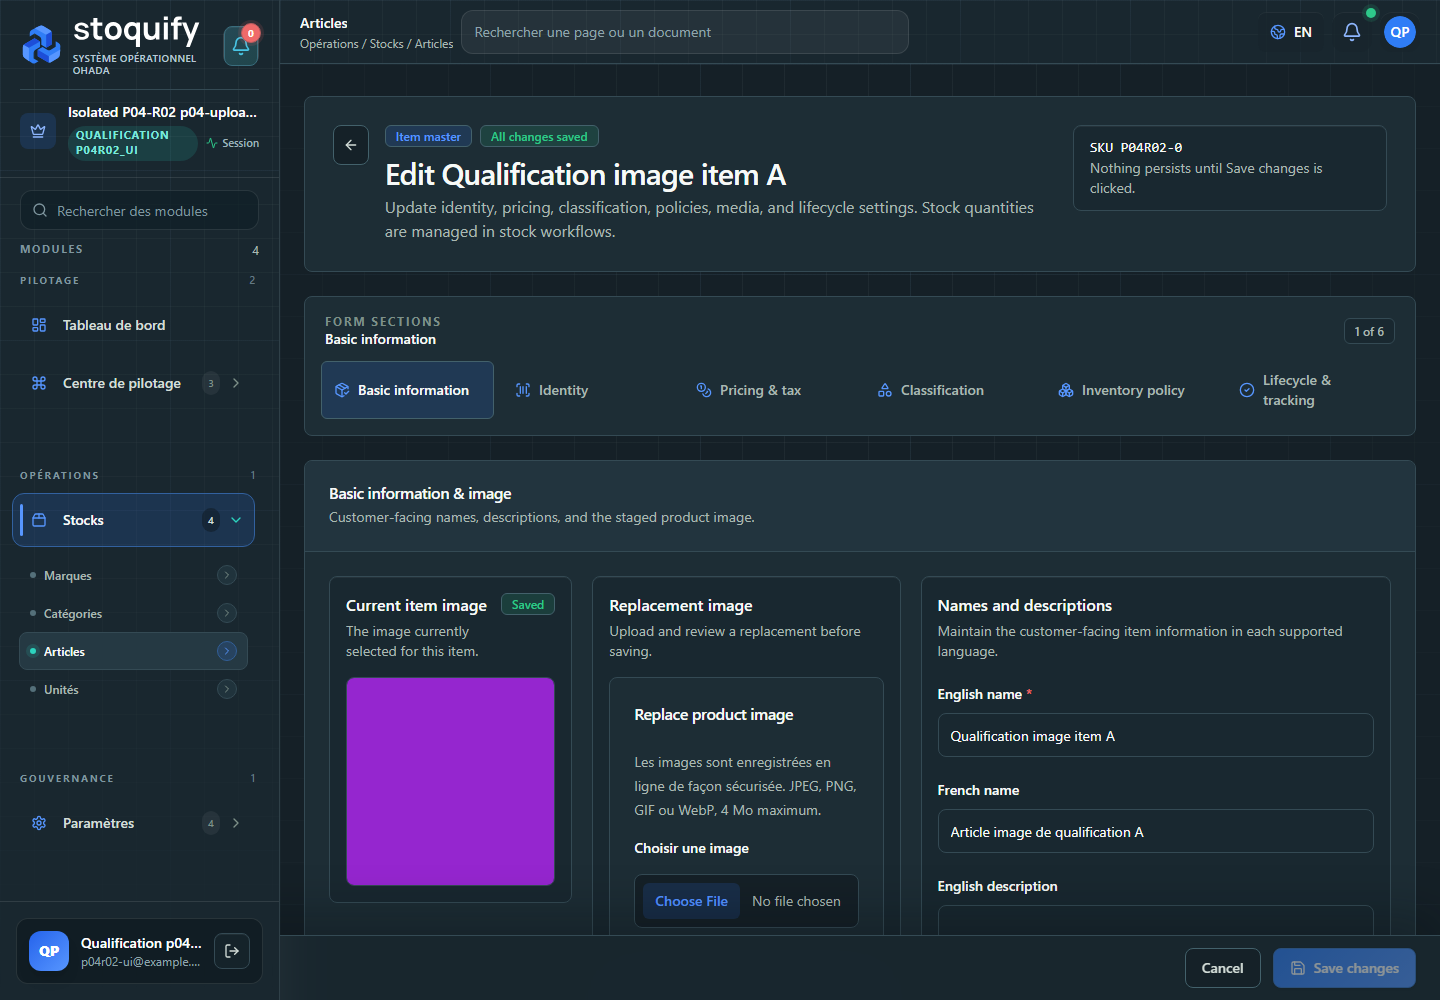 stoquify
SYSTÈME OPÉRATIONNEL
OHADA
0
Isolated P04-R02 p04-uploa...
QUALIFICATION
P04R02_UI
Session
Rechercher des modules
MODULES
4
PILOTAGE
2
Tableau de bord
Centre de pilotage
3
OPÉRATIONS
1
Stocks
4
Marques
Catégories
Articles
Unités
GOUVERNANCE
1
Paramètres
4
QP
Qualification p04...
p04r02-ui@example....
Articles
Opérations / Stocks / Articles
Rechercher une page ou un document
EN
QP
Item master
All changes saved
Edit Qualification image item A
Update identity, pricing, classification, policies, media, and lifecycle settings. Stock quantities
are managed in stock workflows.
SKU P04R02-0
Nothing persists until Save changes is
clicked.
FORM SECTIONS
Basic information
1 of 6
Basic information
Identity
Pricing & tax
Classification
Inventory policy
Lifecycle &
tracking
Basic information & image
Customer-facing names, descriptions, and the staged product image.
Current item image
Saved
The image currently
selected for this item.
Replacement image
Upload and review a replacement before
saving.
Replace product image
Les images sont enregistrées en
ligne de façon sécurisée. JPEG, PNG,
GIF ou WebP, 4 Mo maximum.
Choisir une image
Choose File
No file chosen
Names and descriptions
Maintain the customer-facing item information in each supported
language.
English name *
Qualification image item A
French name
Article image de qualification A
English description
Cancel
Save changes